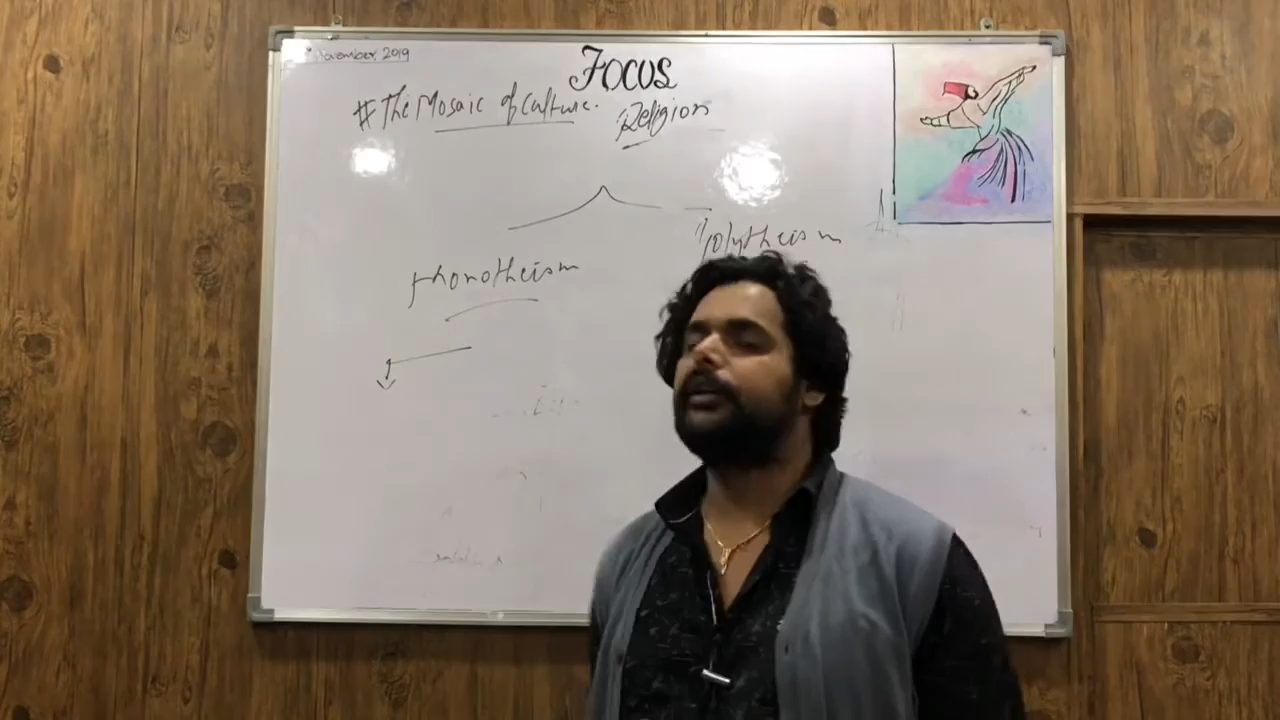 November, 2019
FOCUS
#The Mosaic of Culture.
Religion
Polytheism
Monotheism